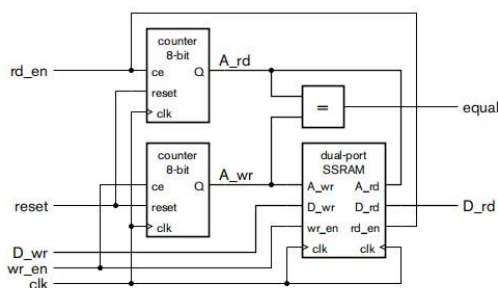 counter
8-bit
A_rd
rd_en
ce
Q
reset
clk
=
equal
counter
8-bit
A_wr
dual-port
SSRAM
ce
Q
A_wr
A_rd
reset
reset
D_wr
D_rd
D_rd
clk
wr_en
rd_en
D_wr
clk
clk
wr_en
clk